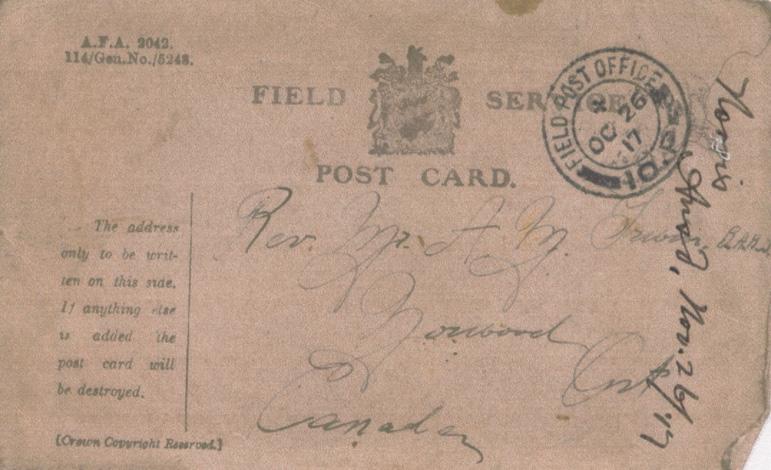 A.F.A. 2042.
114/Gen.No./5248.
FIELD SERVICE
POST CARD.
FIELD POST OFFICE
OC 26
17
The address
only to be writ-
ten on this side.
If anything else
is added the
post card will
be destroyed.
[Crown Copyright Reserved.]
Rev. Mr. A. M. Irwin, B.A.
Norwood
Ont
Canada
Nov. 26/17